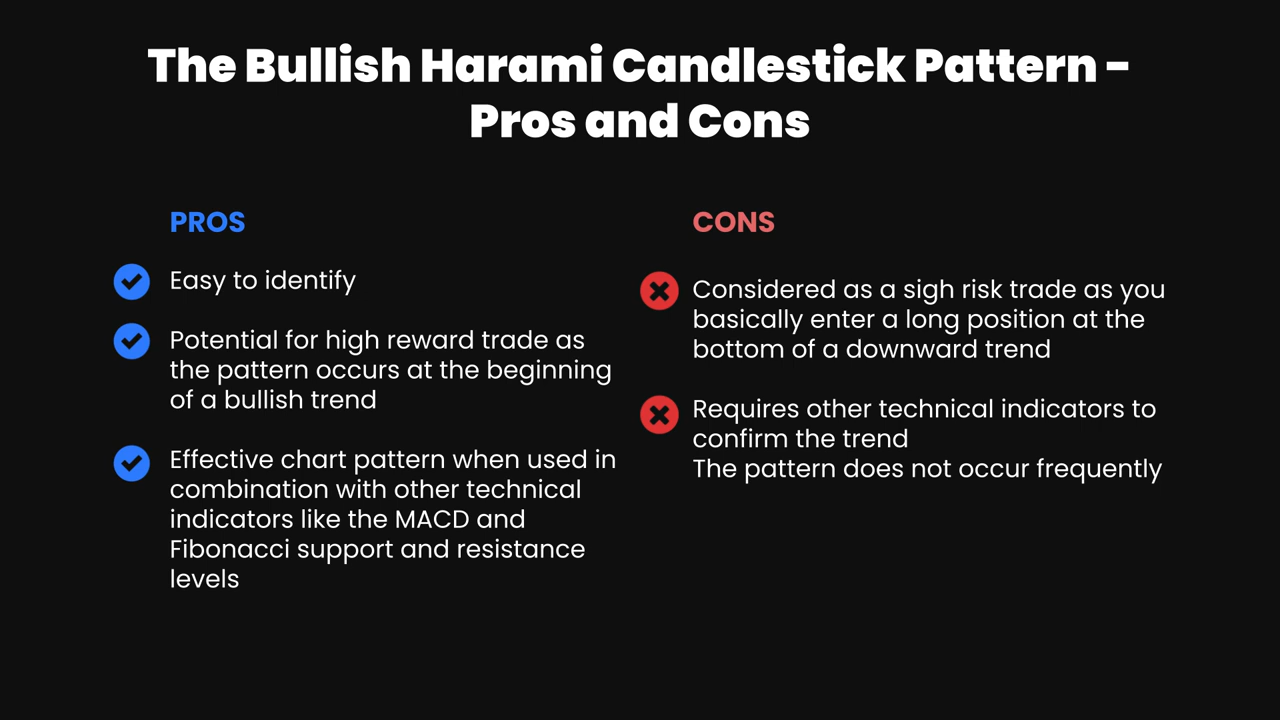 The Bullish Harami Candlestick Pattern -
Pros and Cons
PROS
Easy to identify
Potential for high reward trade as
the pattern occurs at the beginning
of a bullish trend
Effective chart pattern when used in
combination with other technical
indicators like the MACD and
Fibonacci support and resistance
levels
CONS
Considered as a sigh risk trade as you
basically enter a long position at the
bottom of a downward trend
Requires other technical indicators to
confirm the trend
The pattern does not occur frequently